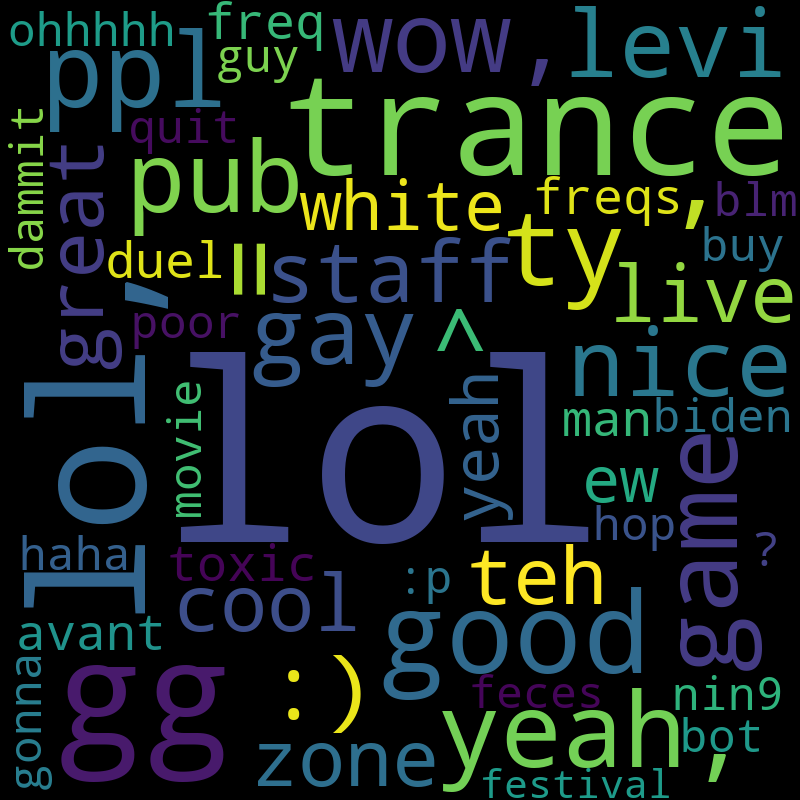 ohhhhh
freq
wow,
levi
ppl
guy
trance
dammit
quit
great
pub
white
freqs,
blm
duel
"
staff
ty,
buy
,
poor
gay
^
live
lol,
lol
nice
movie
yeah
man
biden
ew
game
haha
toxic
:p
teh
hop
?
cool
good
avant
gonna
gg
:)
feces
nin9
zone
yeah,
bot
festival